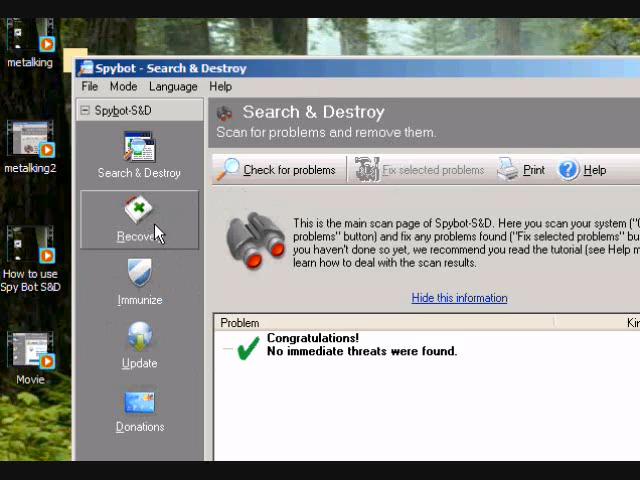 metalking
metalking2
How to use
Spy Bot S&D
Movie
Spybot - Search & Destroy
File Mode Language Help
Spybot-S&D
Search & Destroy
Recover
Immunize
Update
Donations
Search & Destroy
Scan for problems and remove them.
Check for problems Fix selected problems Print Help
This is the main scan page of Spybot-S&D. Here you scan your system ("C
problems" button) and fix any problems found ("Fix selected problems" bu
you haven't done so yet, we recommend you read the tutorial (see Help m
learn how to deal with the scan results.
Hide this information
Problem Kin
Congratulations!
No immediate threats were found.